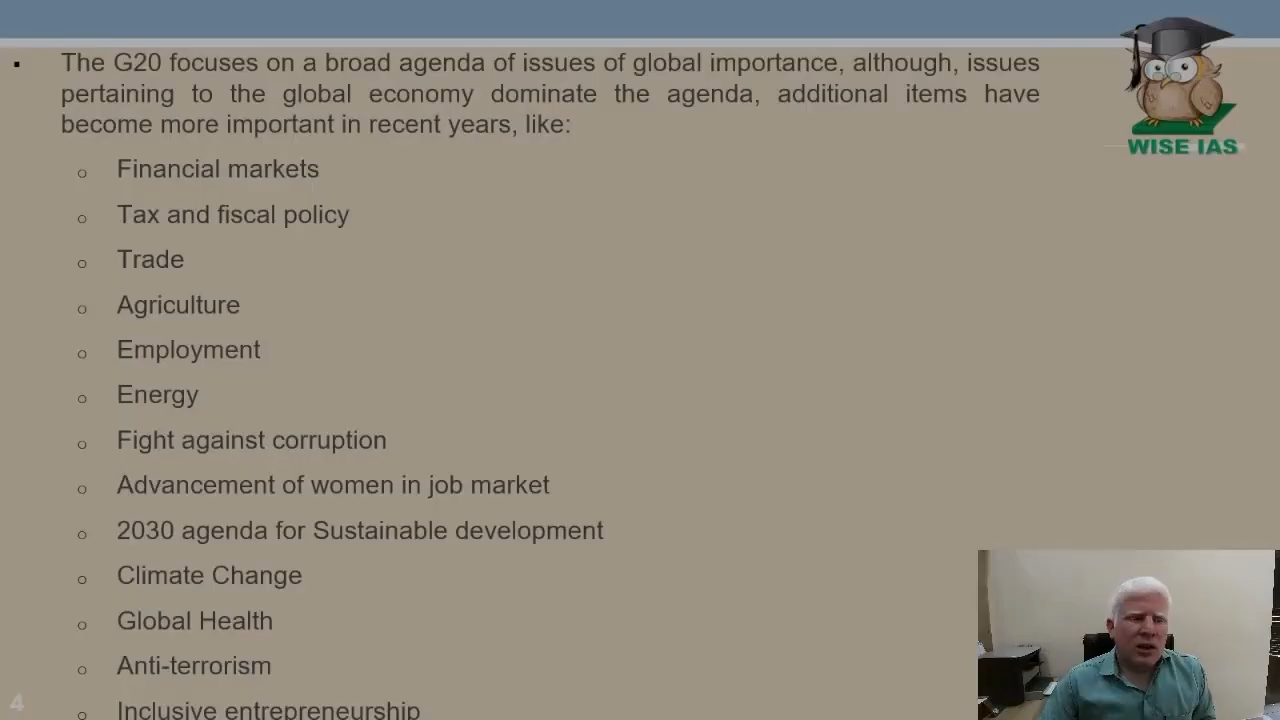 The G20 focuses on a broad agenda of issues of global importance, although, issues
pertaining to the global economy dominate the agenda, additional items have
become more important in recent years, like:
Financial markets
Tax and fiscal policy
Trade
Agriculture
Employment
Energy
Fight against corruption
Advancement of women in job market
2030 agenda for Sustainable development
Climate Change
Global Health
Anti-terrorism
Inclusive entrepreneurship
WISE IAS
4